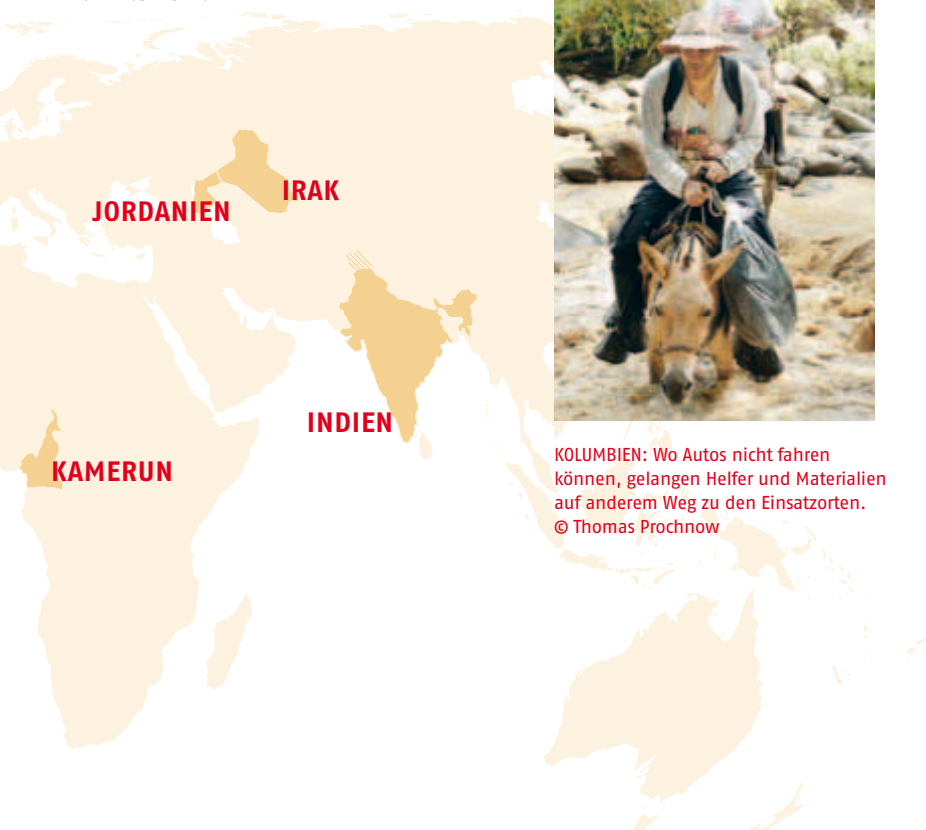 IRAK
JORDANIEN
INDIEN
KAMERUN
KOLUMBIEN: Wo Autos nicht fahren
können, gelangen Helfer und Materialien
auf anderem Weg zu den Einsatzorten.
© Thomas Prochnow